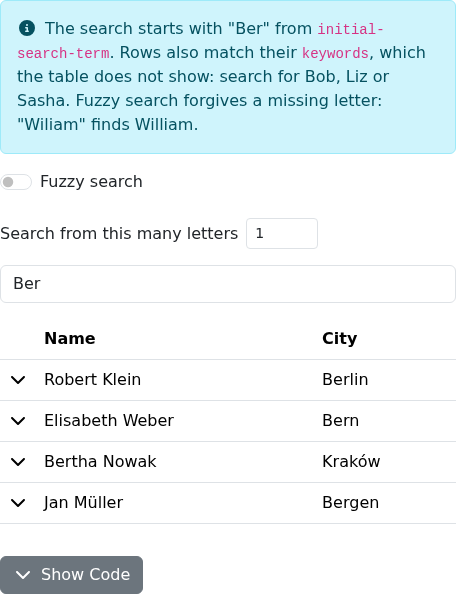 The search starts with "Ber" from initial-
search-term. Rows also match their keywords, which
the table does not show: search for Bob, Liz or
Sasha. Fuzzy search forgives a missing letter:
"Wiliam" finds William.
Fuzzy search
Search from this many letters 1
Ber
Name City
Robert Klein Berlin
Elisabeth Weber Bern
Bertha Nowak Kraków
Jan Müller Bergen
Show Code